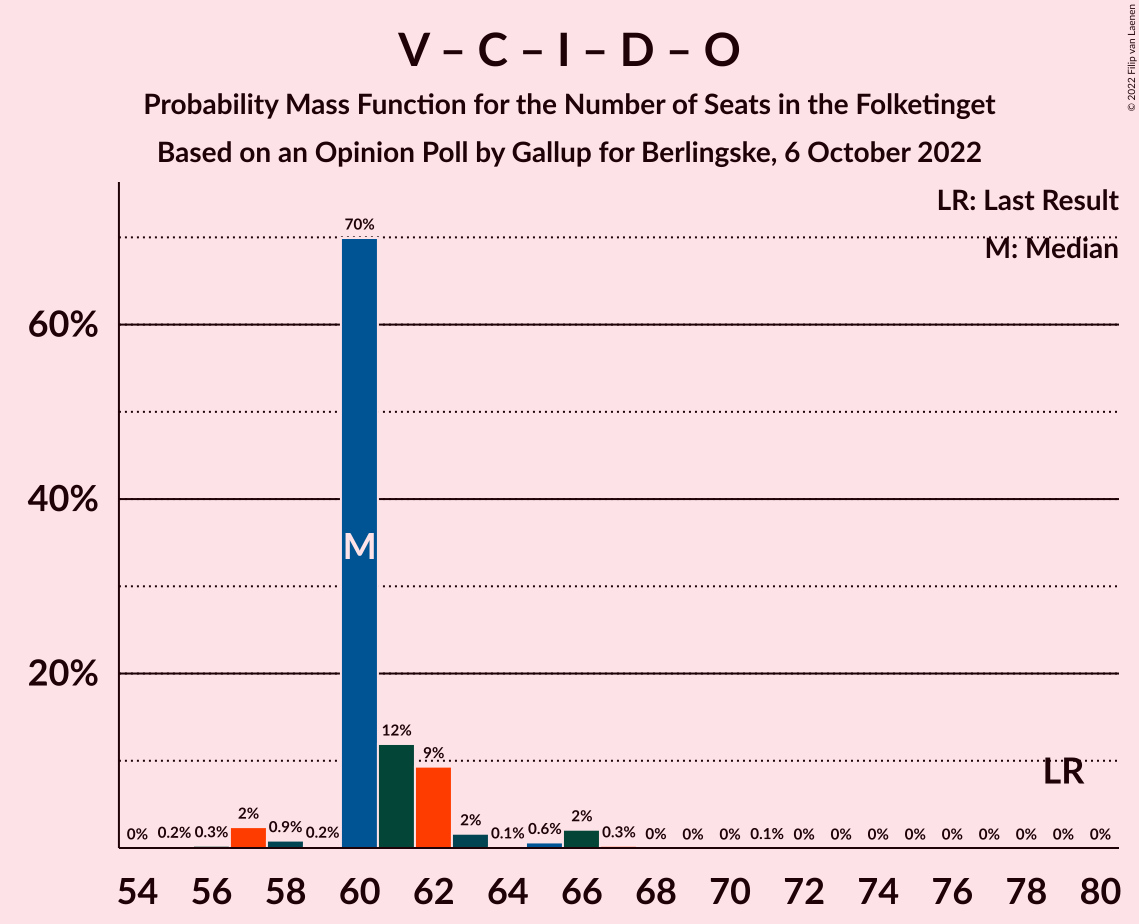 V – C – I – D – O
Probability Mass Function for the Number of Seats in the Folketinget
Based on an Opinion Poll by Gallup for Berlingske, 6 October 2022
© 2022 Filip van Laenen
LR: Last Result
M: Median
60%
40%
20%
0% 0.2% 0.3% 2% 0.9% 0.2% 70% 12% 9% 2% 0.1% 0.6% 2% 0.3% 0% 0% 0% 0.1% 0% 0% 0% 0% 0% 0% 0% 0% 0%
M
LR
54 56 58 60 62 64 66 68 70 72 74 76 78 80